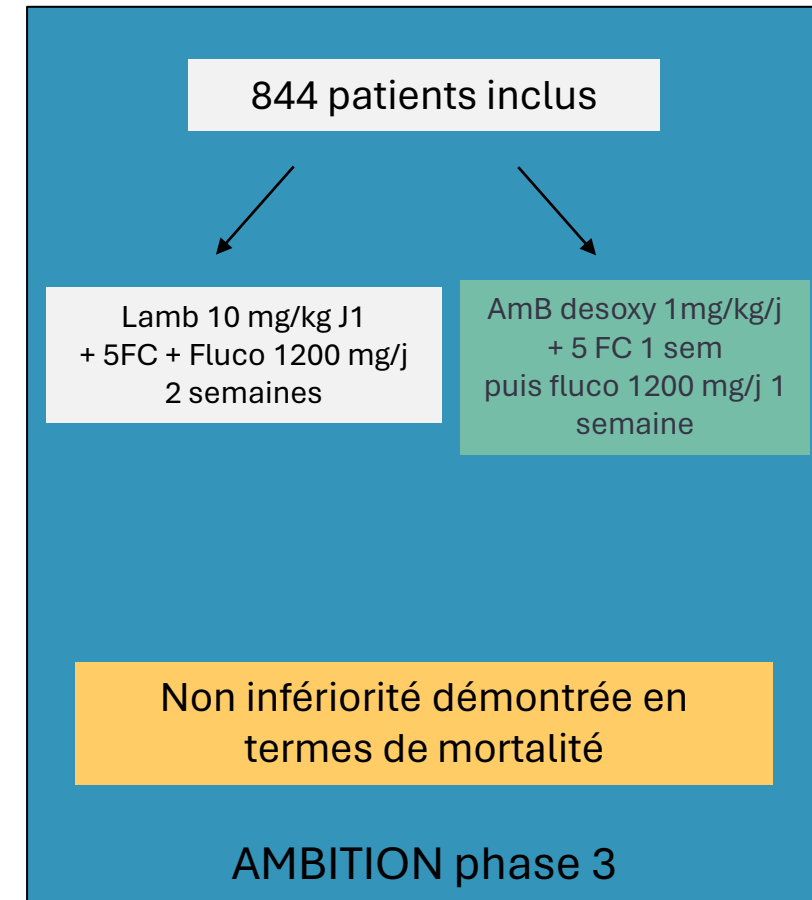 844 patients inclus
Lamb 10 mg/kg J1
+ 5FC + Fluco 1200 mg/j
2 semaines
AmB desoxy 1mg/kg/j
+ 5 FC 1 sem
puis fluco 1200 mg/j 1
semaine
Non infériorité démontrée en
termes de mortalité
AMBITION phase 3